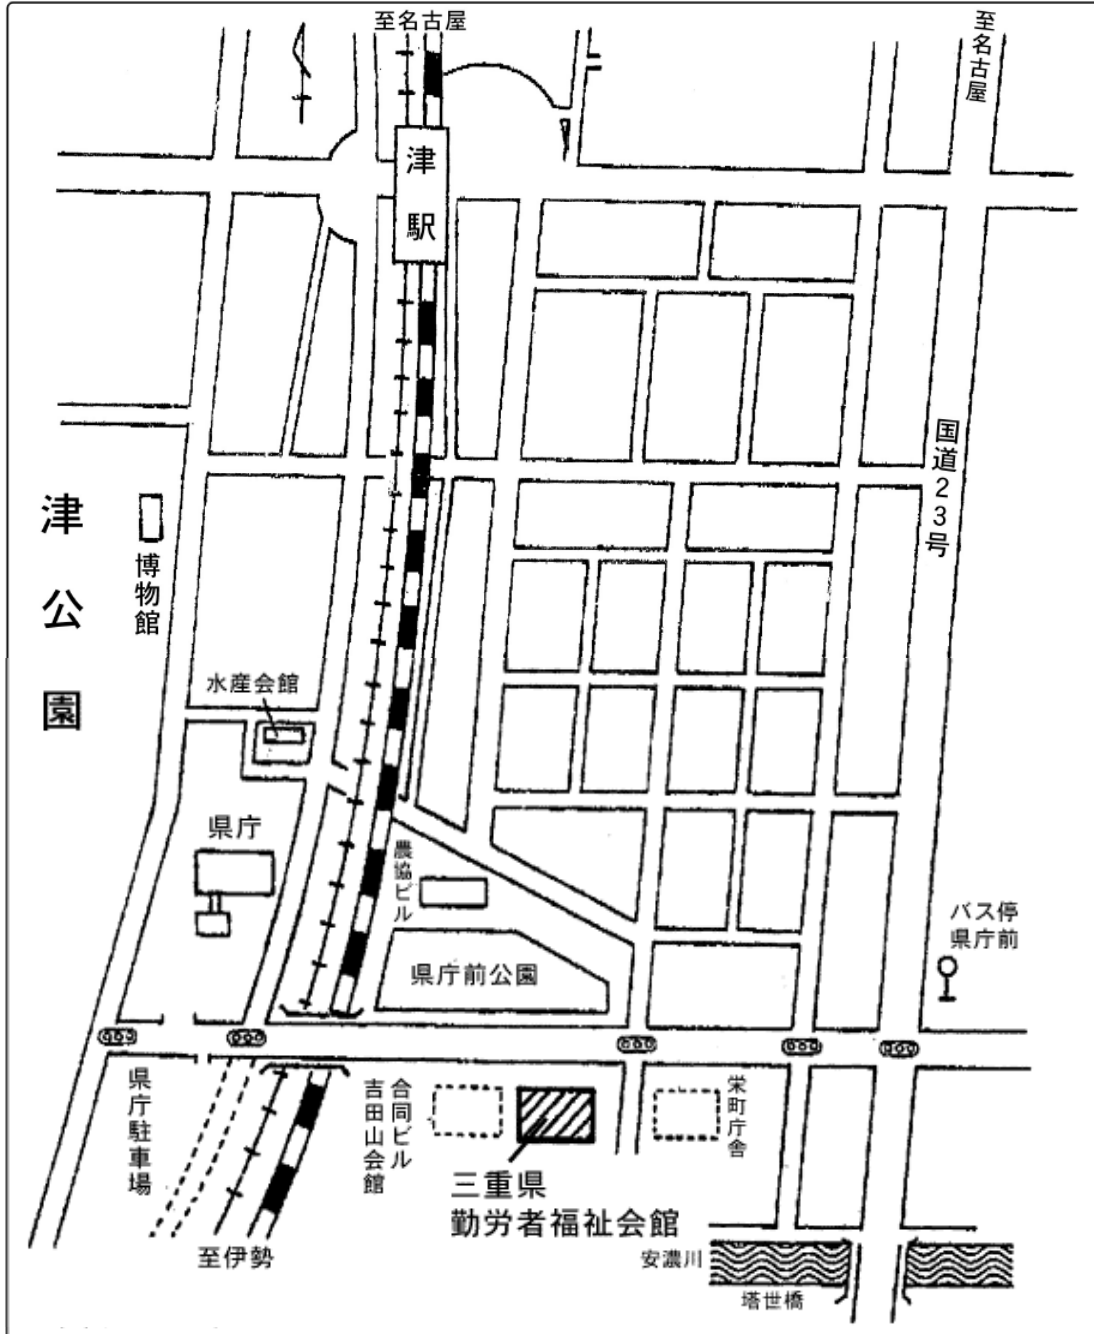 至名古屋
至名古屋
津駅
国道23号
津公園
博物館
水産会館
県庁
農協ビル
県庁前公園
バス停
県庁前
県庁駐車場
合同ビル
吉田山会館
栄町庁舎
三重県
勤労者福祉会館
至伊勢
安濃川
塔世橋